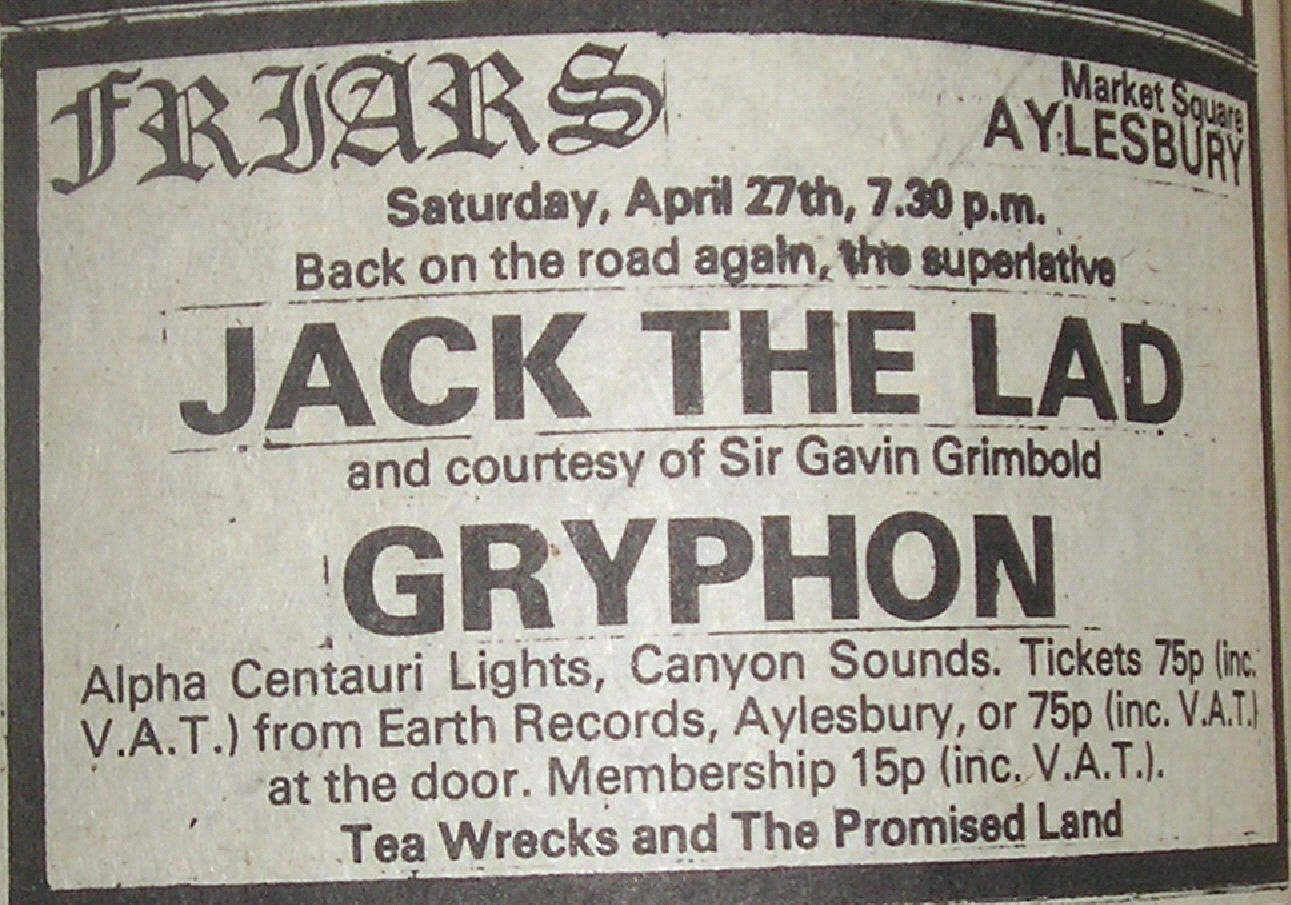 FRIARS
Market Square
AYLESBURY
Saturday, April 27th, 7.30 p.m.
Back on the road again, the superlative
JACK THE LAD
and courtesy of Sir Gavin Grimbold
GRYPHON
Alpha Centauri Lights, Canyon Sounds. Tickets 75p (inc.
V.A.T.) from Earth Records, Aylesbury, or 75p (inc. V.A.T.)
at the door. Membership 15p (inc. V.A.T.).
Tea Wrecks and The Promised Land